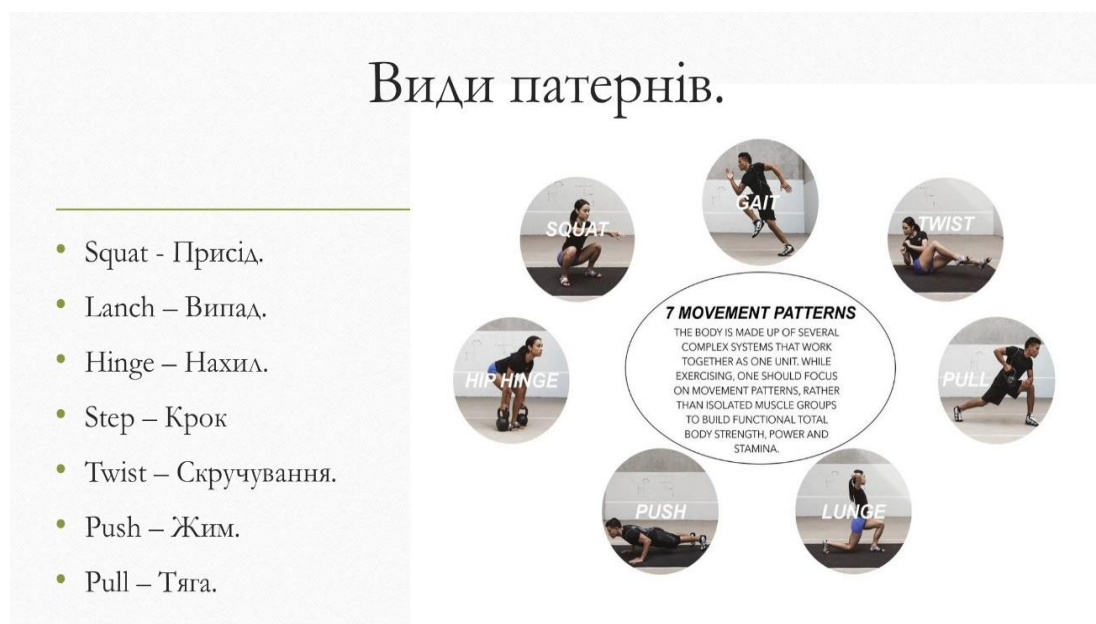 Види патернів.
• Squat - Присід.
• Lanch – Випад.
• Hinge – Нахил.
• Step – Крок
• Twist – Скручування.
• Push – Жим.
• Pull – Тяга.
GAIT
SQUAT
TWIST
HIP HINGE
PULL
PUSH
LUNGE
7 MOVEMENT PATTERNS
THE BODY IS MADE UP OF SEVERAL
COMPLEX SYSTEMS THAT WORK
TOGETHER AS ONE UNIT. WHILE
EXERCISING, ONE SHOULD FOCUS
ON MOVEMENT PATTERNS, RATHER
THAN ISOLATED MUSCLE GROUPS
TO BUILD FUNCTIONAL TOTAL
BODY STRENGTH, POWER AND
STAMINA.